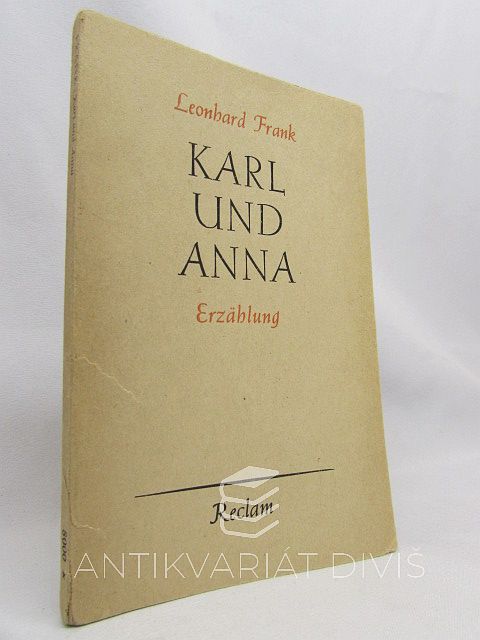 Leonhard Frank
KARL
UND
ANNA
Erzählung
Reclam
ANTIKVARIÁT DIVIŠ